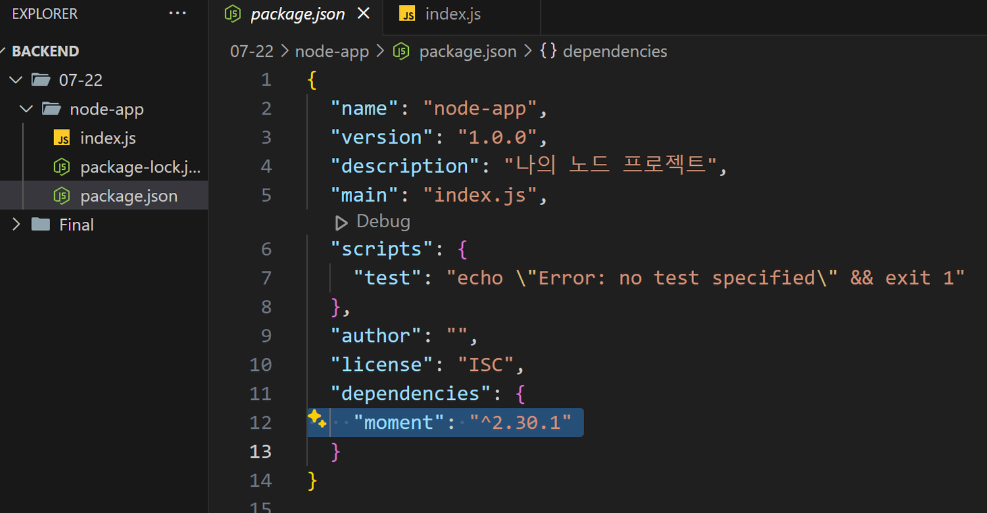 EXPLORER
...
BACKEND
07-22
node-app
index.js
package-lock.j...
package.json
Final
package.json
index.js
07-22 > node-app > package.json > {} dependencies
1 {
2 "name": "node-app",
3 "version": "1.0.0",
4 "description": "나의 노드 프로젝트",
5 "main": "index.js",
Debug
6 "scripts": {
7 "test": "echo \"Error: no test specified\" && exit 1"
8 },
9 "author": "",
10 "license": "ISC",
11 "dependencies": {
12 "moment": "^2.30.1"
13 }
14 }
15